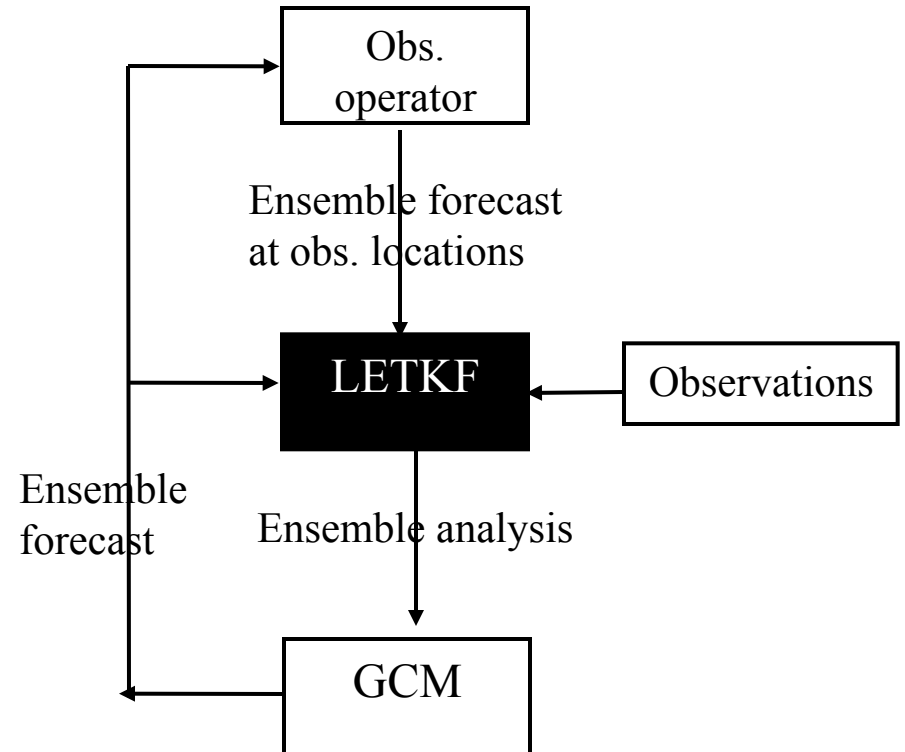 Obs.
operator
Ensemble forecast
at obs. locations
LETKF
Observations
Ensemble
forecast
Ensemble analysis
GCM